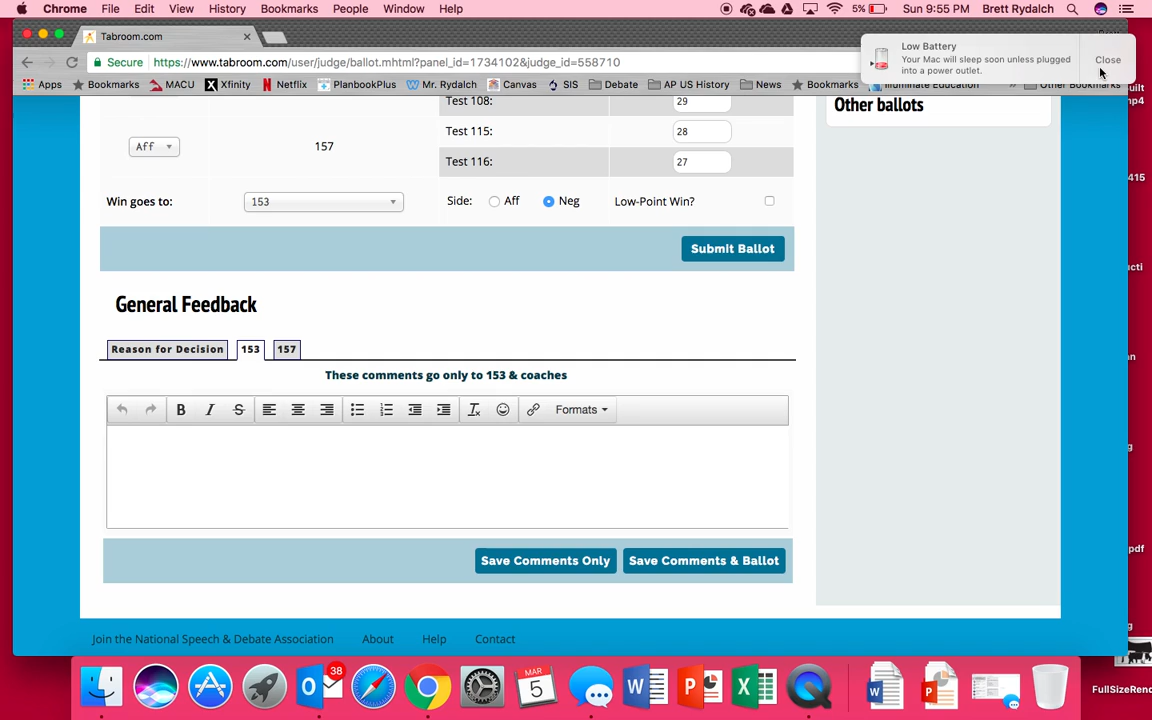 Chrome File Edit View History Bookmarks People Window Help 5% Sun 9:55 PM Brett Rydalch
Tabroom.com
Low Battery
Your Mac will sleep soon unless plugged
into a power outlet.
Close
Secure https://www.tabroom.com/user/judge/ballot.mhtml?panel_id=1734102&judge_id=558710
Apps Bookmarks MACU Xfinity Netflix PlanbookPlus Mr. Rydalch Canvas SIS Debate AP US History News Bookmarks Illuminate Education » Other Bookmarks
Test 108: 29
Other ballots
Test 115: 28
Aff 157
Test 116: 27
Win goes to: 153 Side: Aff Neg Low-Point Win?
Submit Ballot
General Feedback
Reason for Decision 153 157
These comments go only to 153 & coaches
B I S Formats
Save Comments Only Save Comments & Ballot
Join the National Speech & Debate Association About Help Contact
38
MAR
5
mp4
415
pdf
FullSizeRend